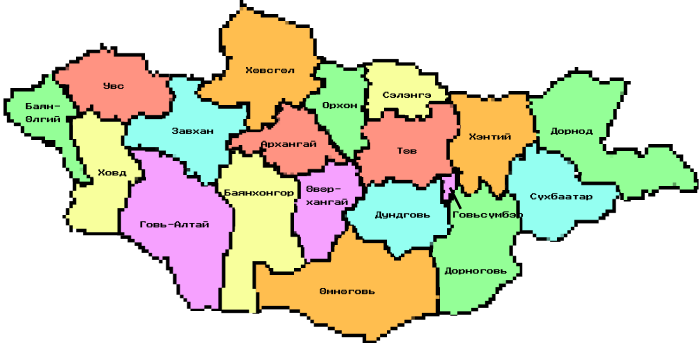 Хөвсгөл
Увс
Сэлэнгэ
Баян-
Өлгий
Орхон
Завхан
Дорнод
Хэнтий
Архангай
Төв
Ховд
Баянхонгор
Өвөр-
хангай
Сүхбаатар
Говь-Алтай
Дундговь
Говьсүмбэр
Дорноговь
Өмнөговь